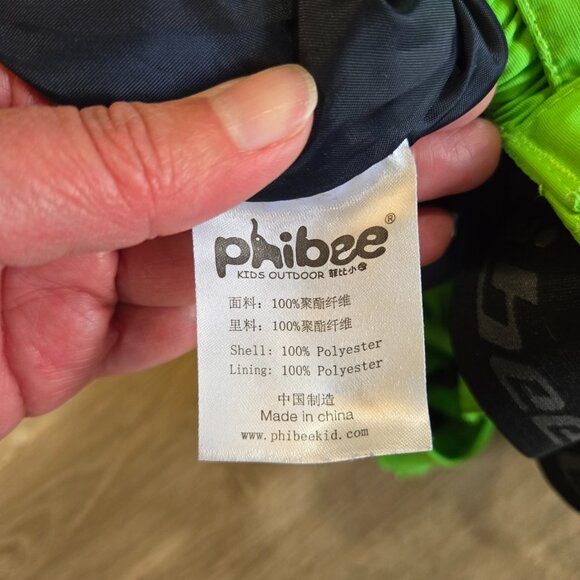 phibee®
KIDS OUTDOOR 菲比小象
面料: 100%聚酯纤维
里料: 100%聚酯纤维
Shell: 100% Polyester
Lining: 100% Polyester
中国制造
Made in china
www.phibeekid.com